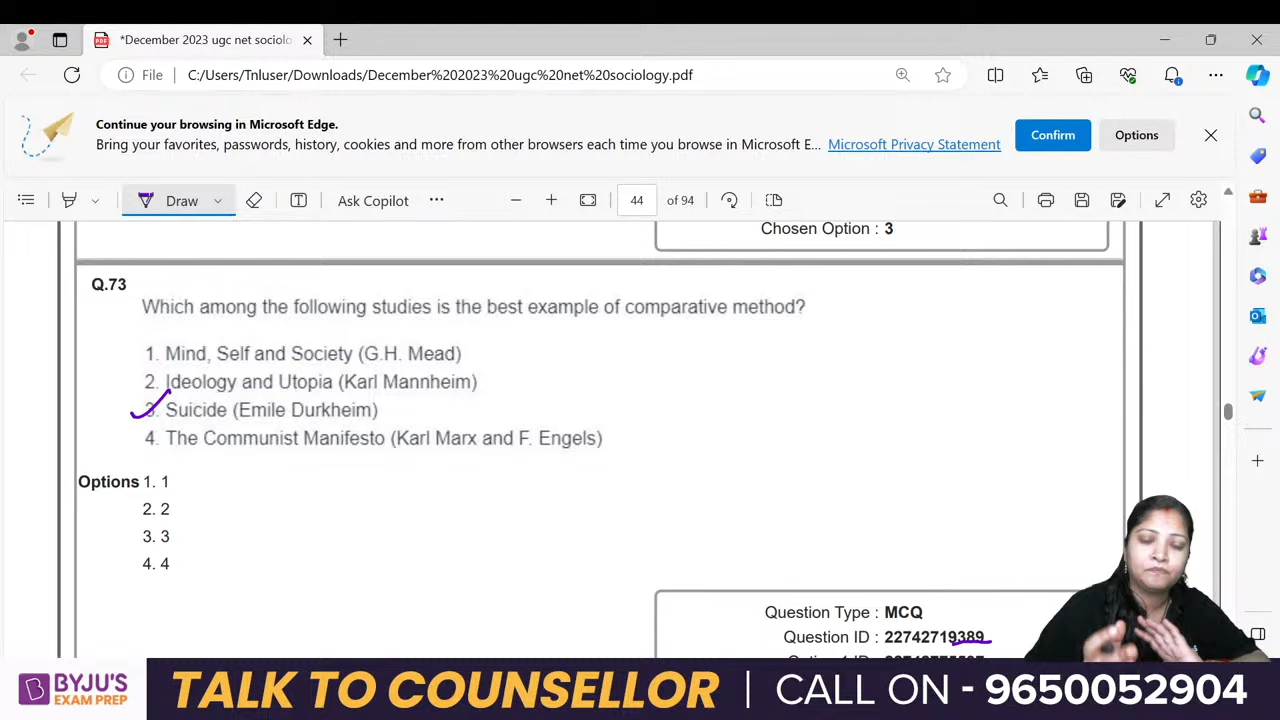 *December 2023 ugc net sociolo
File C:/Users/Tnluser/Downloads/December%202023%20ugc%20net%20sociology.pdf
Continue your browsing in Microsoft Edge.
Bring your favorites, passwords, history, cookies and more from other browsers each time you browse in Microsoft E... Microsoft Privacy Statement
Confirm
Options
Draw
Ask Copilot
44 of 94
Chosen Option : 3
Q.73
Which among the following studies is the best example of comparative method?
1. Mind, Self and Society (G.H. Mead)
2. Ideology and Utopia (Karl Mannheim)
3. Suicide (Emile Durkheim)
4. The Communist Manifesto (Karl Marx and F. Engels)
Options 1. 1
2. 2
3. 3
4. 4
Question Type : MCQ
Question ID : 22742719389
BYJU'S
EXAM PREP
TALK TO COUNSELLOR | CALL ON - 9650052904